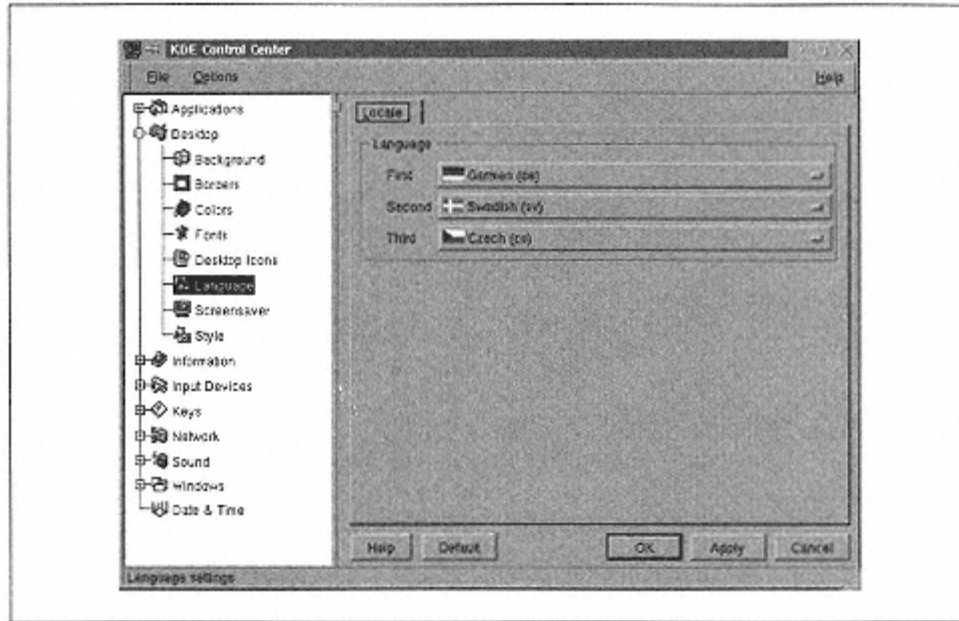 KDE Control Center
File Options Help
Applications
Desktop
Background
Borders
Colors
Fonts
Desktop Icons
Language
Screensaver
Style
Information
Input Devices
Keys
Network
Sound
Windows
Date & Time
Locale
Language
First German (de)
Second Swedish (sv)
Third Czech (cs)
Help Default OK Apply Cancel
Language settings